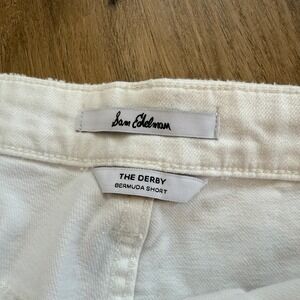 Sam Edelman
THE DERBY
BERMUDA SHORT